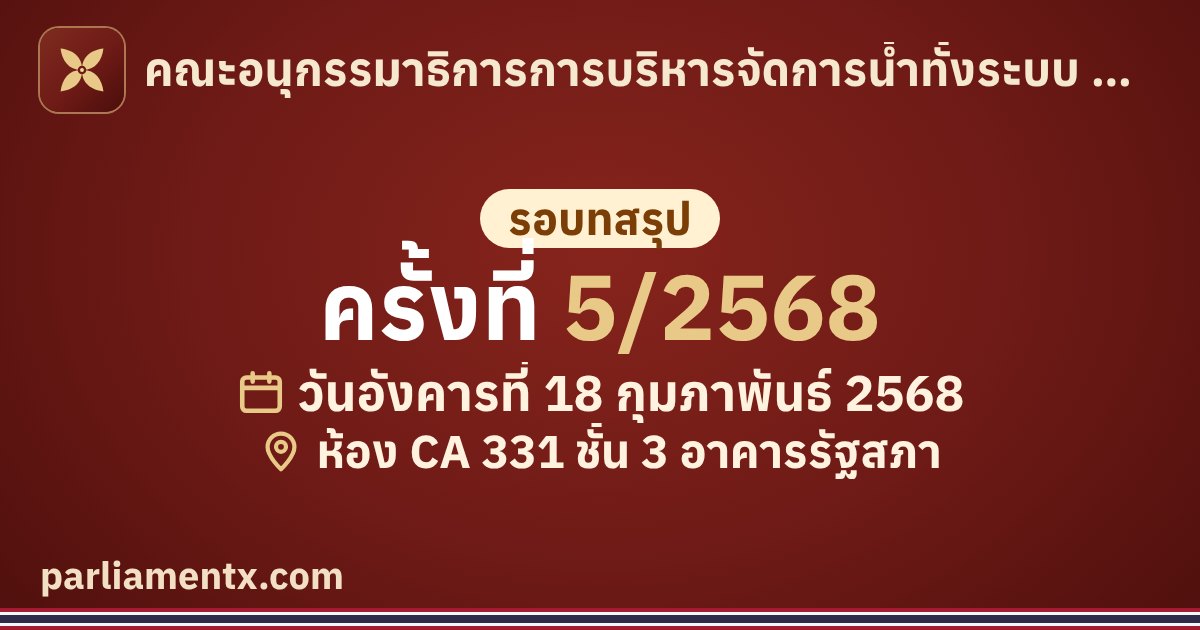 คณะอนุกรรมาธิการการบริหารจัดการน้ำทั้งระบบ ...
รอบทสรุป
ครั้งที่ 5/2568
วันอังคารที่ 18 กุมภาพันธ์ 2568
ห้อง CA 331 ชั้น 3 อาคารรัฐสภา
parliamentx.com